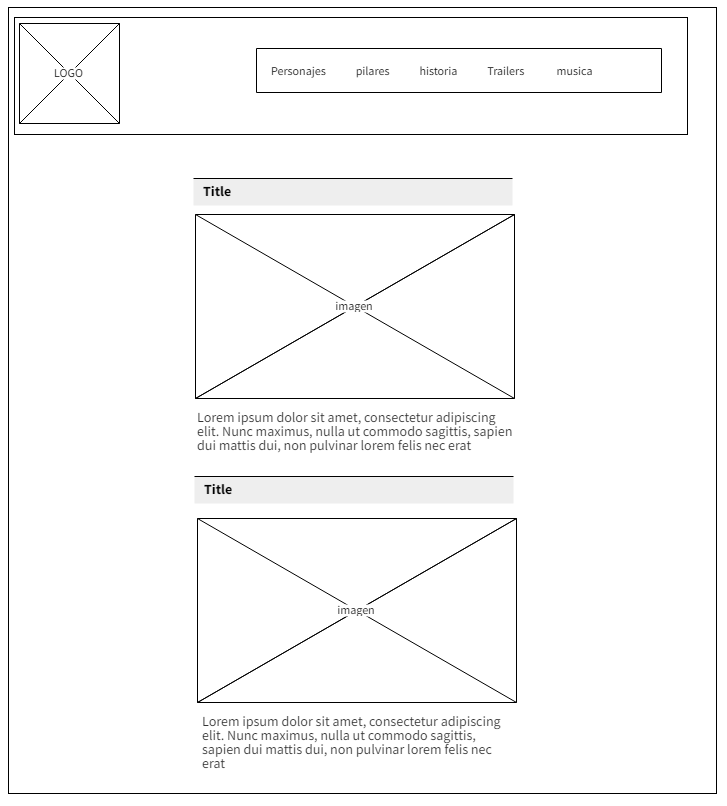 LOGO
Personajes pilares historia Trailers musica
Title
imagen
Lorem ipsum dolor sit amet, consectetur adipiscing
elit. Nunc maximus, nulla ut commodo sagittis, sapien
dui mattis dui, non pulvinar lorem felis nec erat
Title
imagen
Lorem ipsum dolor sit amet, consectetur adipiscing
elit. Nunc maximus, nulla ut commodo sagittis,
sapien dui mattis dui, non pulvinar lorem felis nec
erat